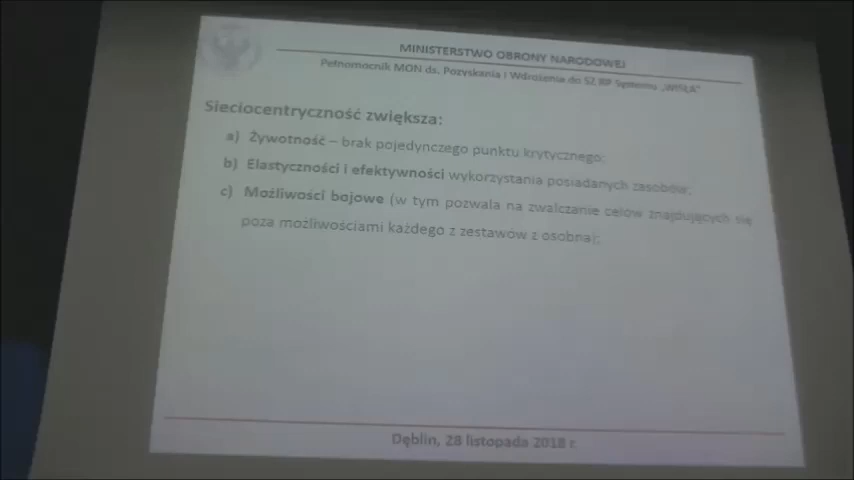 MINISTERSTWO OBRONY NARODOWEJ
Pełnomocnik MON ds. Pozyskania i Wdrożenia do SZ RP Systemu „WISŁA”
Sieciocentryczność zwiększa:
a) Żywotność – brak pojedynczego punktu krytycznego;
b) Elastyczności i efektywności wykorzystania posiadanych zasobów;
c) Możliwości bojowe (w tym pozwala na zwalczanie celów znajdujących się
poza możliwościami każdego z zestawów z osobna);
Dęblin, 28 listopada 2018 r.